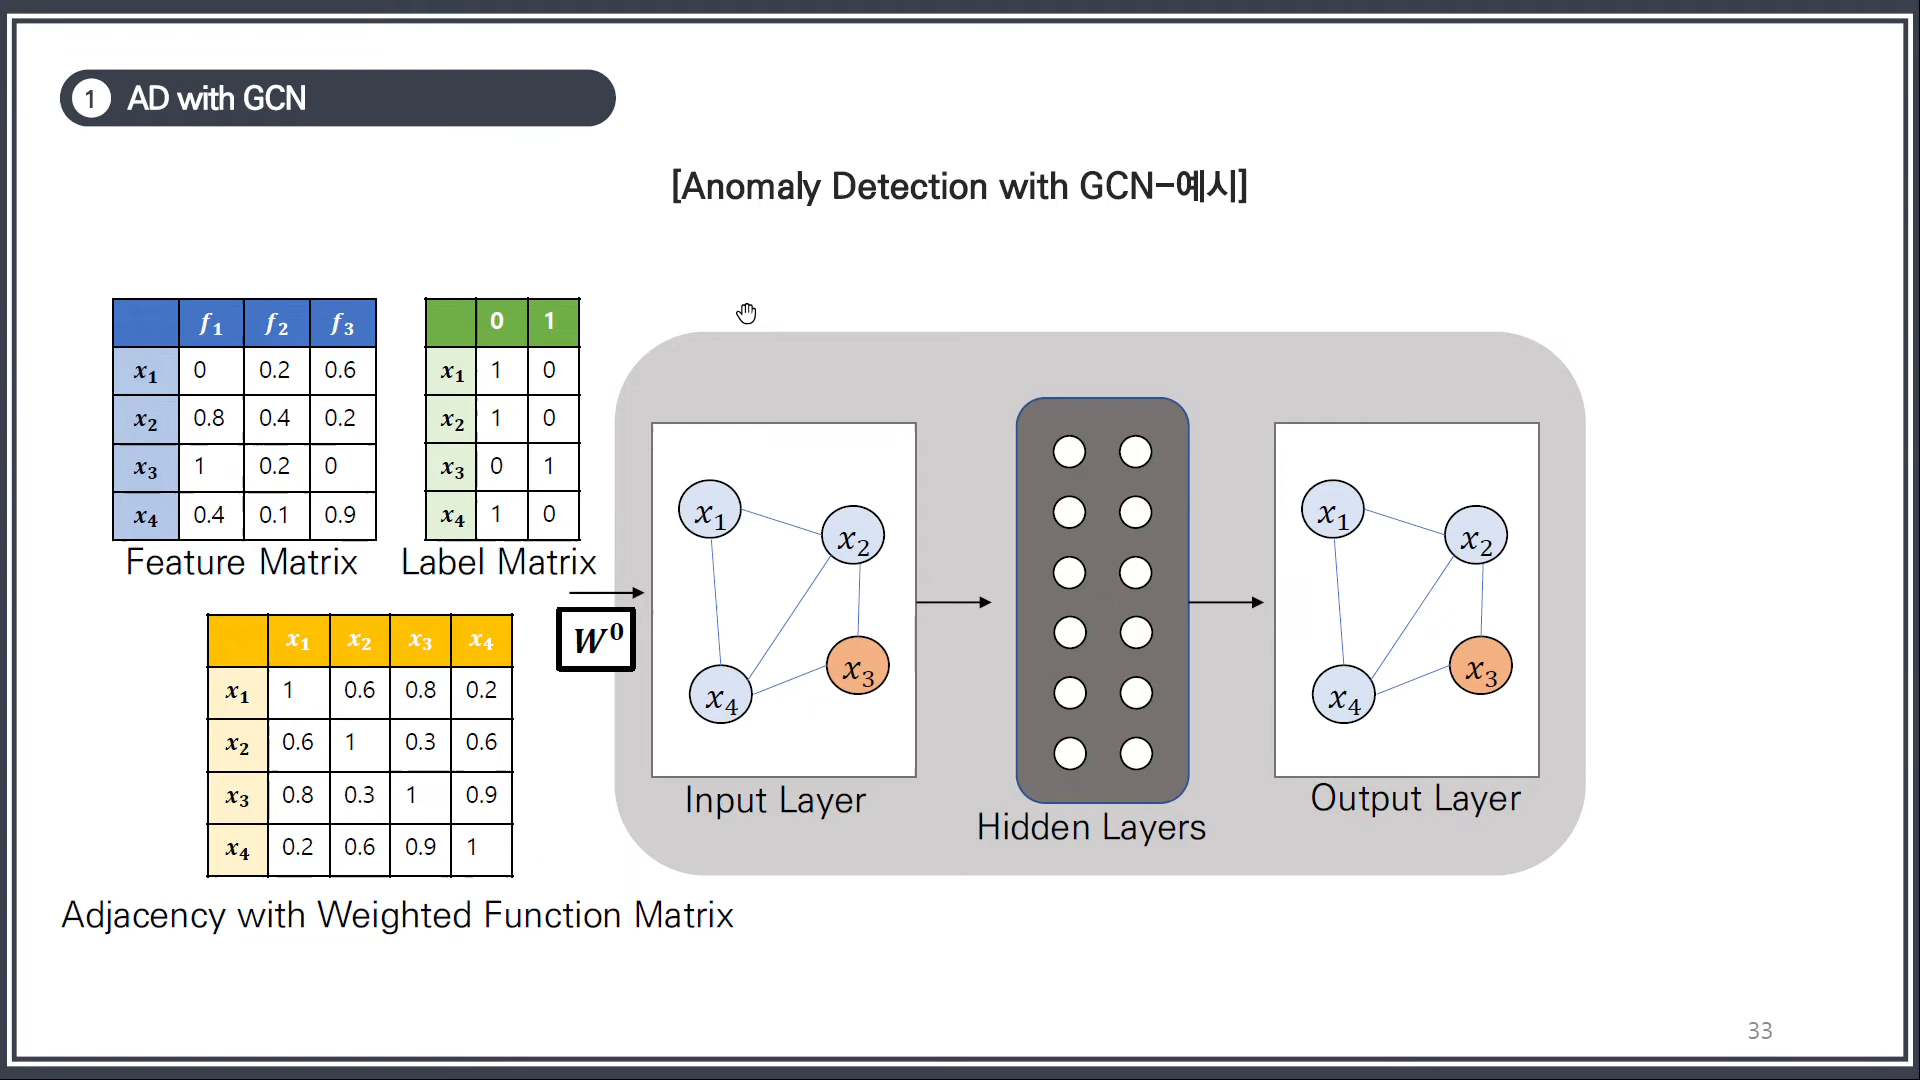 1 AD with GCN
[Anomaly Detection with GCN-예시]
f1 f2 f3
x1 0 0.2 0.6
x2 0.8 0.4 0.2
x3 1 0.2 0
x4 0.4 0.1 0.9
Feature Matrix
0 1
x1 1 0
x2 1 0
x3 0 1
x4 1 0
Label Matrix
x1 x2 x3 x4
x1 1 0.6 0.8 0.2
x2 0.6 1 0.3 0.6
x3 0.8 0.3 1 0.9
x4 0.2 0.6 0.9 1
Adjacency with Weighted Function Matrix
W⁰
x1
x2
x3
x4
Input Layer
Hidden Layers
x1
x2
x3
x4
Output Layer
33